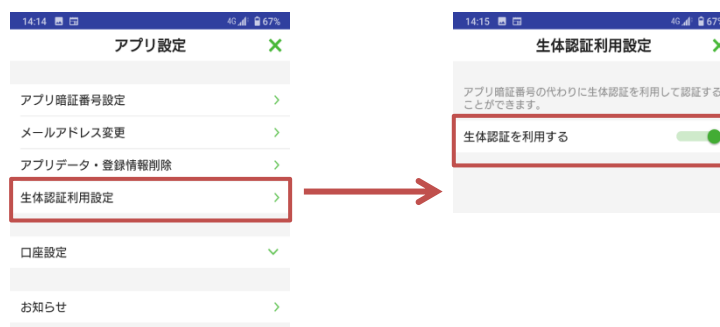 14:14
4G 67%
アプリ設定
アプリ暗証番号設定
メールアドレス変更
アプリデータ・登録情報削除
生体認証利用設定
口座設定
お知らせ
14:15
4G 67%
生体認証利用設定
アプリ暗証番号の代わりに生体認証を利用して認証する
ことができます。
生体認証を利用する